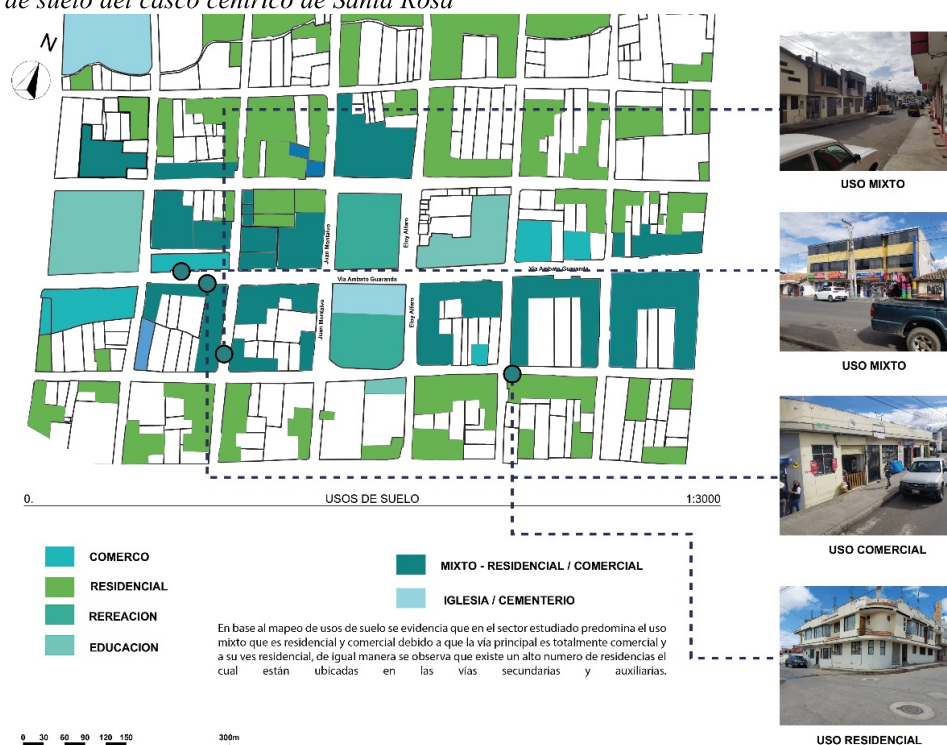 de suelo del casco céntrico de Santa Rosa
N
USO MIXTO
Juan Montalvo
Eloy Alfaro
Via Ambato Guaranda
Via Ambato Guaranda
Juan Montalvo
Eloy Alfaro
USO MIXTO
0. USOS DE SUELO 1:3000
USO COMERCIAL
COMERCO
RESIDENCIAL
REREACION
EDUCACION
MIXTO - RESIDENCIAL / COMERCIAL
IGLESIA / CEMENTERIO
En base al mapeo de usos de suelo se evidencia que en el sector estudiado predomina el uso
mixto que es residencial y comercial debido a que la vía principal es totalmente comercial y
a su ves residencial, de igual manera se observa que existe un alto numero de residencias el
cual están ubicadas en las vías secundarias y auxiliarias.
USO RESIDENCIAL
0 30 60 90 120 150 300m